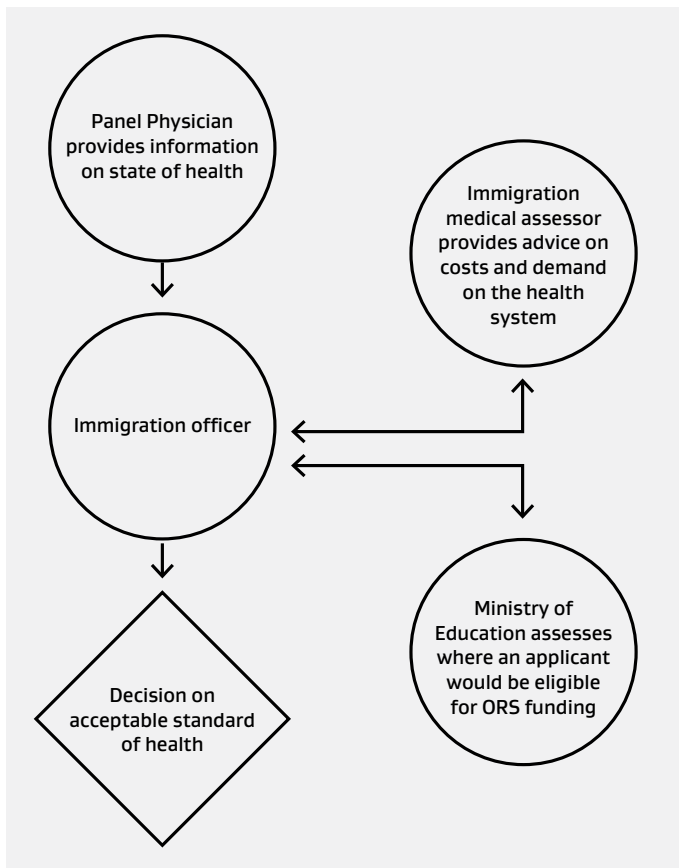 Panel Physician
provides information
on state of health
Immigration
medical assessor
provides advice on
costs and demand
on the health
system
Immigration officer
Ministry of
Education assesses
where an applicant
would be eligible
for ORS funding
Decision on
acceptable standard
of health